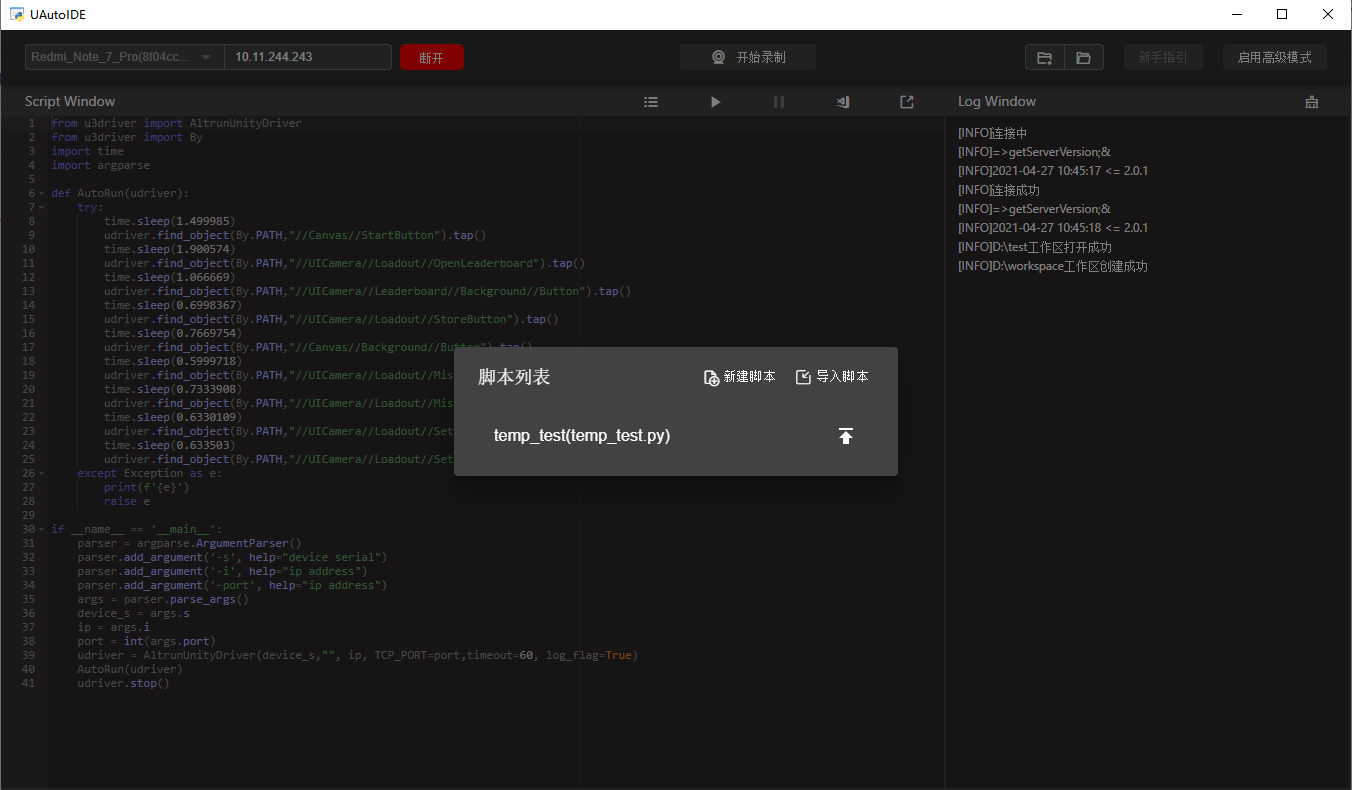 UAutoIDE
Redmi_Note_7_Pro(8f04cc... 10.11.244.243 断开 开始录制 新手指引 启用高级模式
Script Window Log Window
1 from u3driver import AltrunUnityDriver
2 from u3driver import By
3 import time
4 import argparse
5
6 def AutoRun(udriver):
7 try:
8 time.sleep(1.499985)
9 udriver.find_object(By.PATH,"//Canvas//StartButton").tap()
10 time.sleep(1.900574)
11 udriver.find_object(By.PATH,"//UICamera//Loadout//OpenLeaderboard").tap()
12 time.sleep(1.066669)
13 udriver.find_object(By.PATH,"//UICamera//Leaderboard//Background//Button").tap()
14 time.sleep(0.6998367)
15 udriver.find_object(By.PATH,"//UICamera//Loadout//StoreButton").tap()
16 time.sleep(0.7669754)
17 udriver.find_object(By.PATH,"//Canvas//Background//Button").tap()
18 time.sleep(0.5999718)
19 udriver.find_object(By.PATH,"//UICamera//Loadout//Mis
20 time.sleep(0.7333908)
21 udriver.find_object(By.PATH,"//UICamera//Loadout//Mis
22 time.sleep(0.6330109)
23 udriver.find_object(By.PATH,"//UICamera//Loadout//Set
24 time.sleep(0.633503)
25 udriver.find_object(By.PATH,"//UICamera//Loadout//Set
26 except Exception as e:
27 print(f'{e}')
28 raise e
29
30 if __name__ == '__main__':
31 parser = argparse.ArgumentParser()
32 parser.add_argument('-s', help="device serial")
33 parser.add_argument('-i', help="ip address")
34 parser.add_argument('-port', help="ip address")
35 args = parser.parse_args()
36 device_s = args.s
37 ip = args.i
38 port = int(args.port)
39 udriver = AltrunUnityDriver(device_s,"", ip, TCP_PORT=port,timeout=60, log_flag=True)
40 AutoRun(udriver)
41 udriver.stop()
脚本列表 新建脚本 导入脚本
temp_test(temp_test.py)
[INFO]连接中
[INFO]=>getServerVersion;&
[INFO]2021-04-27 10:45:17 <= 2.0.1
[INFO]连接成功
[INFO]=>getServerVersion;&
[INFO]2021-04-27 10:45:18 <= 2.0.1
[INFO]D:\test工作区打开成功
[INFO]D:\workspace工作区创建成功